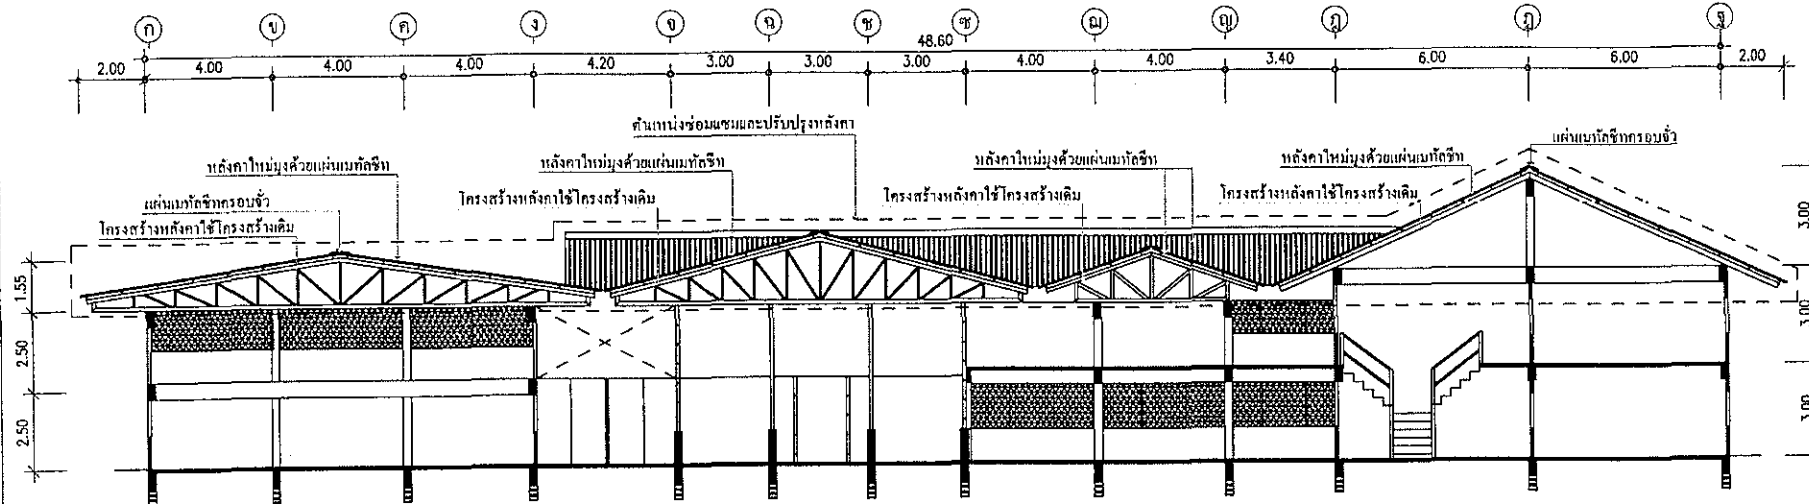 ก ข ค ง จ ฉ ช ซ ฌ ญ ฎ ฏ ฐ
48.60
2.00 4.00 4.00 4.00 4.20 3.00 3.00 3.00 4.00 4.00 3.40 6.00 6.00 2.00
ตำแหน่งซ่อมแซมและปรับปรุงหลังคา
แผ่นเมทัลชีทครอบจั่ว
หลังคาใหม่มุงด้วยแผ่นเมทัลชีท
หลังคาใหม่มุงด้วยแผ่นเมทัลชีท
หลังคาใหม่มุงด้วยแผ่นเมทัลชีท
หลังคาใหม่มุงด้วยแผ่นเมทัลชีท
โครงสร้างหลังคาใช้โครงสร้างเดิม
โครงสร้างหลังคาใช้โครงสร้างเดิม
โครงสร้างหลังคาใช้โครงสร้างเดิม
แผ่นเมทัลชีทครอบจั่ว
โครงสร้างหลังคาใช้โครงสร้างเดิม
1.55
2.50
2.50
3.00
3.00
3.00